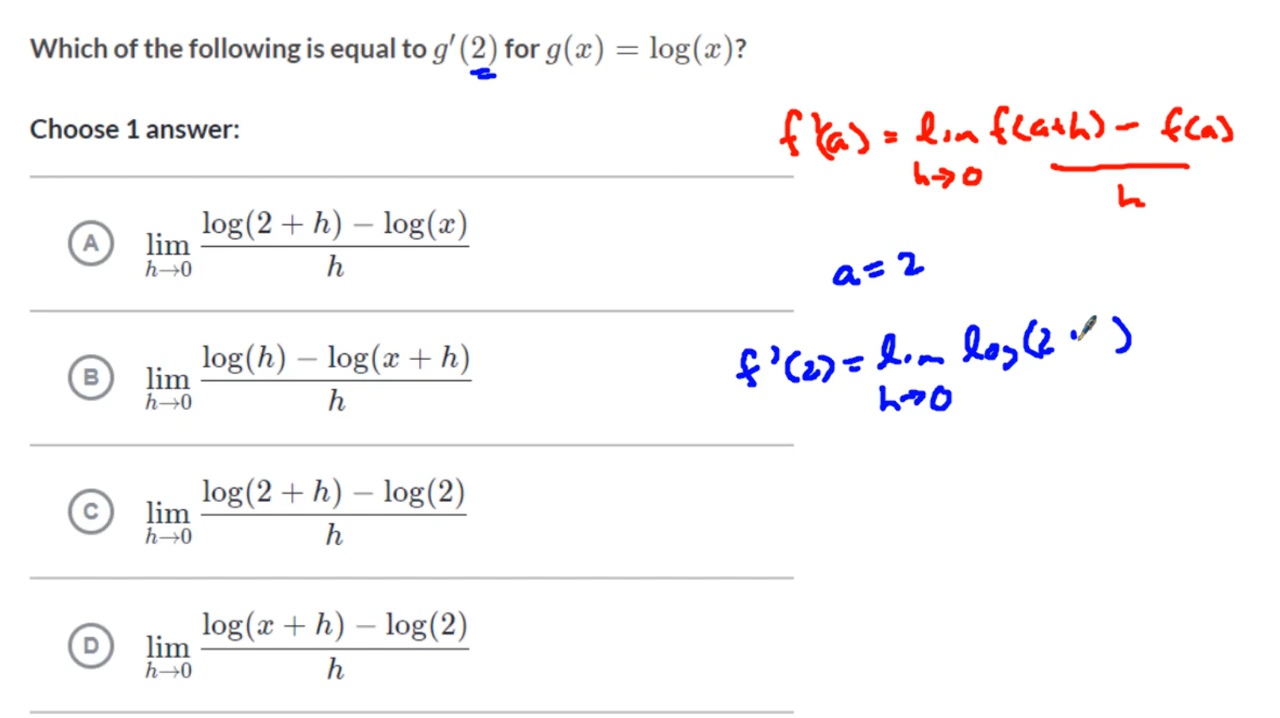 Which of the following is equal to g′(2) for g(x) = log(x)?
Choose 1 answer:
f'(a) = lim f(a+h) - f(a)
h→0 h
A lim log(2 + h) − log(x)
h→0 h
a = 2
B lim log(h) − log(x + h)
h→0 h
f'(2) = lim log(2 )
h→0
C lim log(2 + h) − log(2)
h→0 h
D lim log(x + h) − log(2)
h→0 h